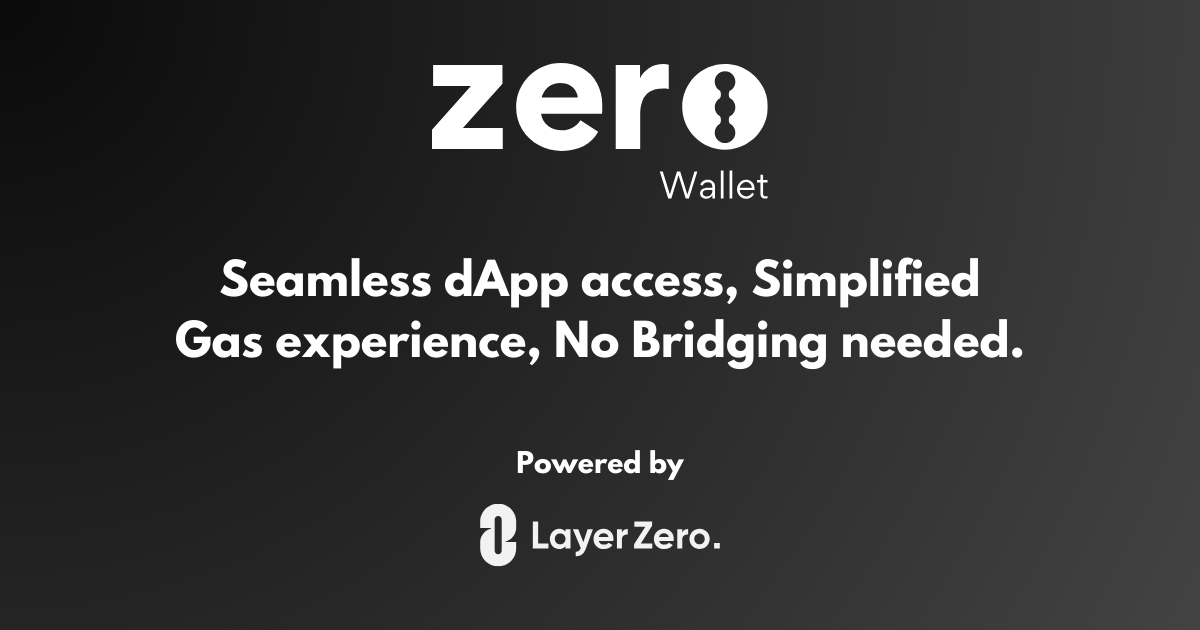 zero
Wallet
Seamless dApp access, Simplified
Gas experience, No Bridging needed.
Powered by
LayerZero.